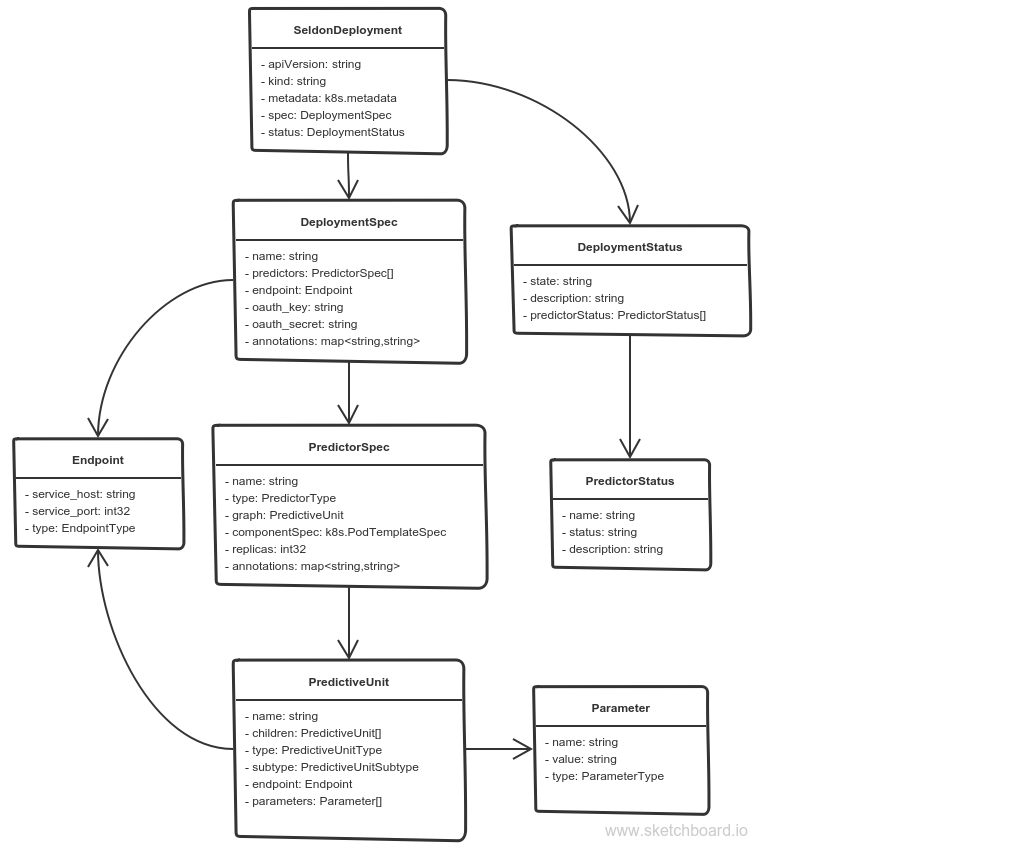 SeldonDeployment
- apiVersion: string
- kind: string
- metadata: k8s.metadata
- spec: DeploymentSpec
- status: DeploymentStatus
DeploymentSpec
- name: string
- predictors: PredictorSpec[]
- endpoint: Endpoint
- oauth_key: string
- oauth_secret: string
- annotations: map<string,string>
DeploymentStatus
- state: string
- description: string
- predictorStatus: PredictorStatus[]
Endpoint
- service_host: string
- service_port: int32
- type: EndpointType
PredictorSpec
- name: string
- type: PredictorType
- graph: PredictiveUnit
- componentSpec: k8s.PodTemplateSpec
- replicas: int32
- annotations: map<string,string>
PredictorStatus
- name: string
- status: string
- description: string
PredictiveUnit
- name: string
- children: PredictiveUnit[]
- type: PredictiveUnitType
- subtype: PredictiveUnitSubtype
- endpoint: Endpoint
- parameters: Parameter[]
Parameter
- name: string
- value: string
- type: ParameterType
www.sketchboard.io